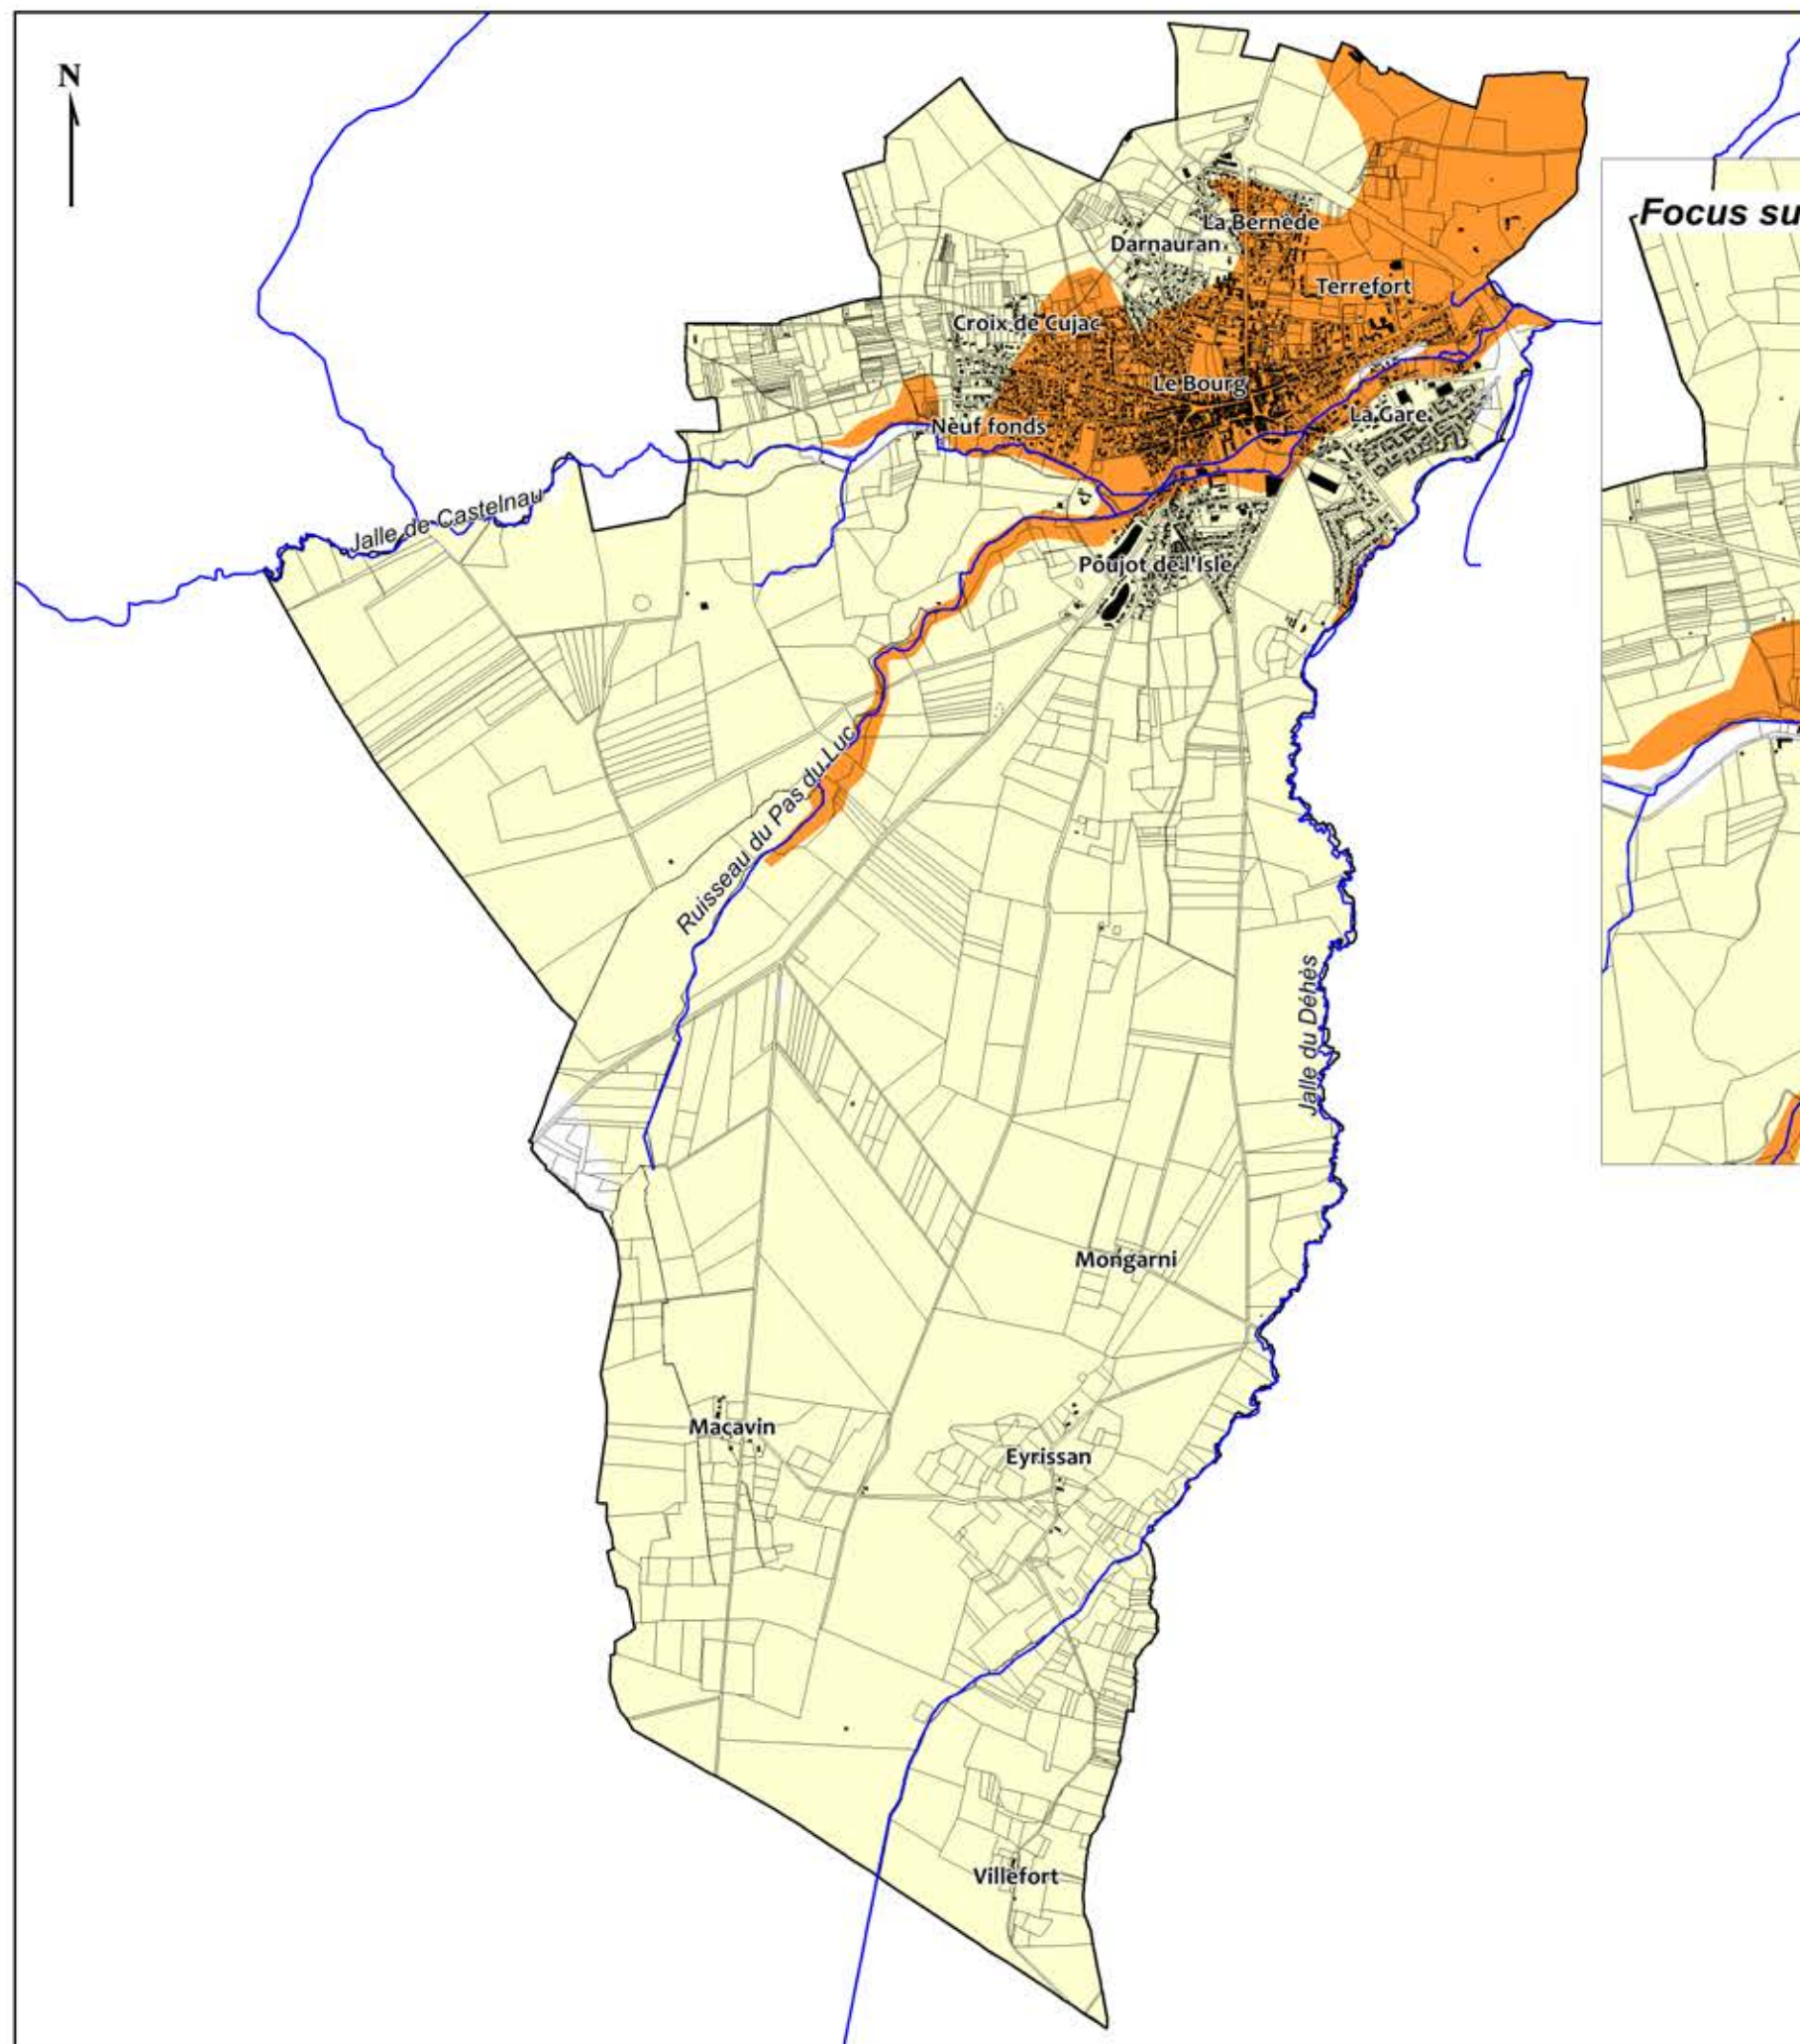 N
Focus su
La Bernède
Darnauran
Terrefort
Croix de Cujac
Le Bourg
La Gare
Neuf fonds
Jalle de Castelnau
Poujot de l'Isle
Ruisseau du Pas du Luc
Jalle du Déhès
Mongarni
Macavin
Eyrissan
Villefort